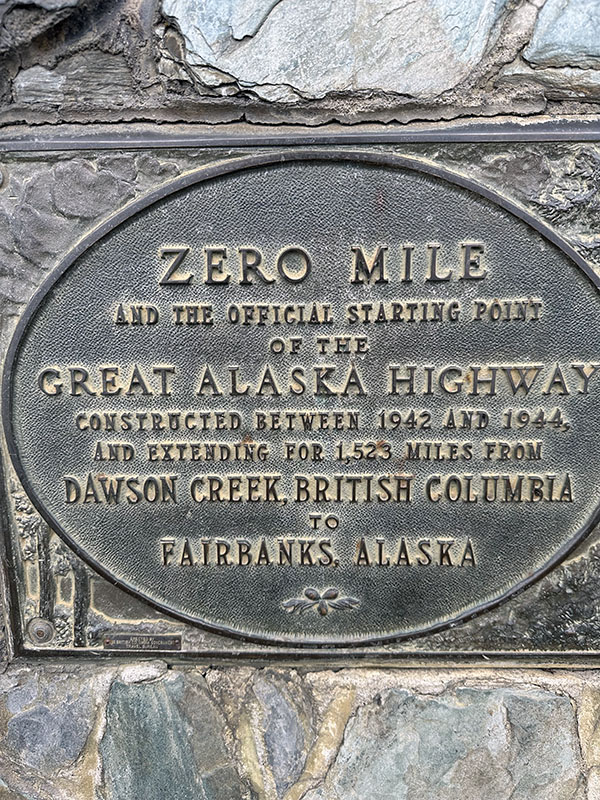 ZERO MILE
AND THE OFFICIAL STARTING POINT
OF THE
GREAT ALASKA HIGHWAY
CONSTRUCTED BETWEEN 1942 AND 1944,
AND EXTENDING FOR 1,523 MILES FROM
DAWSON CREEK, BRITISH COLUMBIA
TO
FAIRBANKS, ALASKA